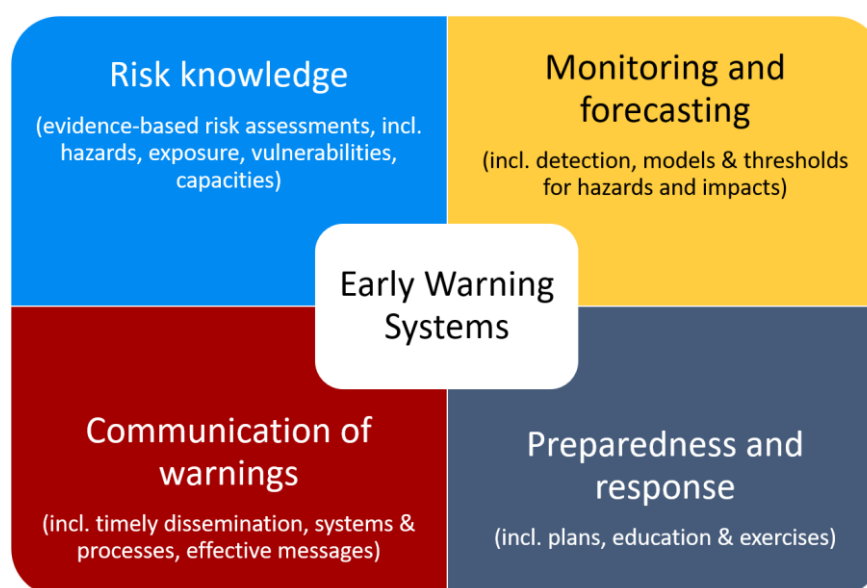 Risk knowledge
(evidence-based risk assessments, incl.
hazards, exposure, vulnerabilities,
capacities)
Monitoring and
forecasting
(incl. detection, models & thresholds
for hazards and impacts)
Early Warning
Systems
Communication of
warnings
(incl. timely dissemination, systems &
processes, effective messages)
Preparedness and
response
(incl. plans, education & exercises)